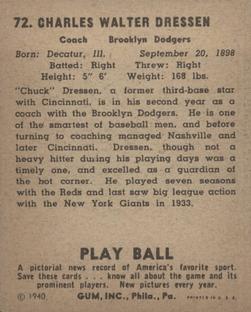 72. CHARLES WALTER DRESSEN
Coach Brooklyn Dodgers
Born: Decatur, Ill. September 20, 1898
Batted: Right Threw: Right
Height: 5' 6' Weight: 168 lbs.
"Chuck" Dressen, a former third-base star
with Cincinnati, is in his second year as a
coach with the Brooklyn Dodgers. He is one
of the smartest of baseball men, and before
turning to coaching managed Nashville and
later Cincinnati. Dressen, though not a
heavy hitter during his playing days was a
timely one, and excelled as a guardian of
the hot corner. He played seven seasons
with the Reds and last saw big league action
with the New York Giants in 1933.
PLAY BALL
A pictorial news record of America's favorite sport.
Save these cards . . . know all about the game and its
prominent players. New pictures every year.
© 1940, GUM, INC., Phila., Pa. PRINTED IN U. S. A.